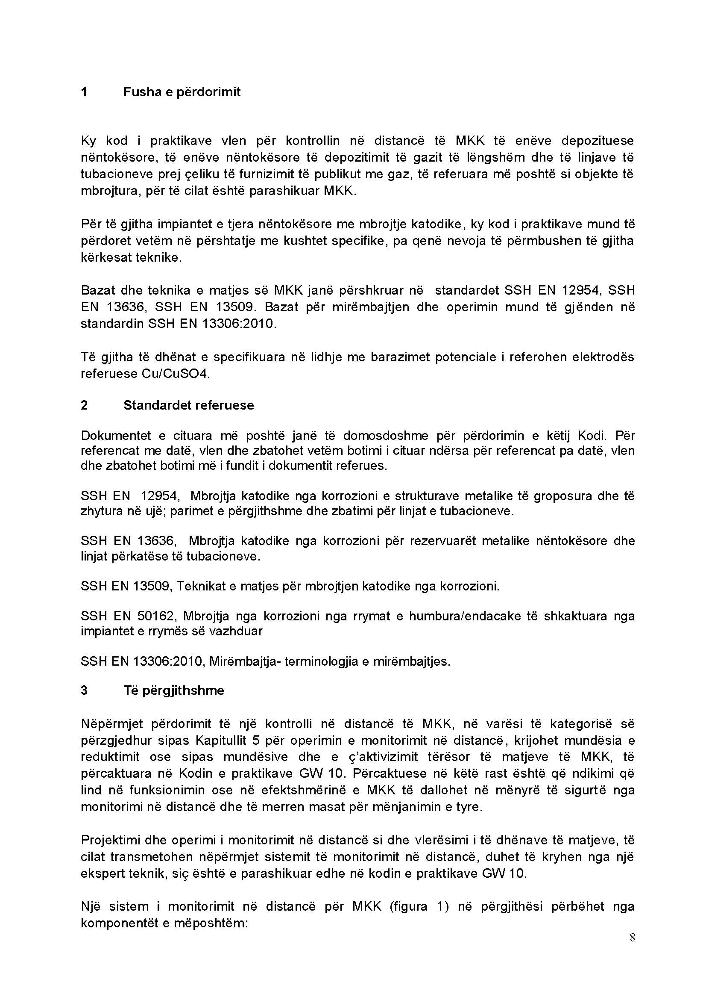 1 Fusha e përdorimit
Ky kod i praktikave vlen për kontrollin në distancë të MKK të enëve depozituese
nëntokësore, të enëve nëntokësore të depozitimit të gazit të lëngshëm dhe të linjave të
tubacioneve prej çeliku të furnizimit të publikut me gaz, të referuara më poshtë si objekte të
mbrojtura, për të cilat është parashikuar MKK.
Për të gjitha impiantet e tjera nëntokësore me mbrojtje katodike, ky kod i praktikave mund të
përdoret vetëm në përshtatje me kushtet specifike, pa qenë nevoja të përmbushen të gjitha
kërkesat teknike.
Bazat dhe teknika e matjes së MKK janë përshkruar në standardet SSH EN 12954, SSH
EN 13636, SSH EN 13509. Bazat për mirëmbajtjen dhe operimin mund të gjënden në
standardin SSH EN 13306:2010.
Të gjitha të dhënat e specifikuara në lidhje me barazimet potenciale i referohen elektrodës
referuese Cu/CuSO4.
2 Standardet referuese
Dokumentet e cituara më poshtë janë të domosdoshme për përdorimin e këtij Kodi. Për
referencat me datë, vlen dhe zbatohet vetëm botimi i cituar ndërsa për referencat pa datë, vlen
dhe zbatohet botimi më i fundit i dokumentit referues.
SSH EN 12954, Mbrojtja katodike nga korrozioni e strukturave metalike të groposura dhe të
zhytura në ujë; parimet e përgjithshme dhe zbatimi për linjat e tubacioneve.
SSH EN 13636, Mbrojtja katodike nga korrozioni për rezervuarët metalike nëntokësore dhe
linjat përkatëse të tubacioneve.
SSH EN 13509, Teknikat e matjes për mbrojtjen katodike nga korrozioni.
SSH EN 50162, Mbrojtja nga korrozioni nga rrymat e humbura/endacake të shkaktuara nga
impiantet e rrymës së vazhduar
SSH EN 13306:2010, Mirëmbajtja- terminologjia e mirëmbajtjes.
3 Të përgjithshme
Nëpërmjet përdorimit të një kontrolli në distancë të MKK, në varësi të kategorisë së
përzgjedhur sipas Kapitullit 5 për operimin e monitorimit në distancë, krijohet mundësia e
reduktimit ose sipas mundësive dhe e ç’aktivizimit tërësor të matjeve të MKK, të
përcaktuara në Kodin e praktikave GW 10. Përcaktuese në këtë rast është që ndikimi që
lind në funksionimin ose në efektshmërinë e MKK të dallohet në mënyrë të sigurtë nga
monitorimi në distancë dhe të merren masat për mënjanimin e tyre.
Projektimi dhe operimi i monitorimit në distancë si dhe vlerësimi i të dhënave të matjeve, të
cilat transmetohen nëpërmjet sistemit të monitorimit në distancë, duhet të kryhen nga një
ekspert teknik, siç është e parashikuar edhe në kodin e praktikave GW 10.
Një sistem i monitorimit në distancë për MKK (figura 1) në përgjithësi përbëhet nga
komponentët e mëposhtëm:
8